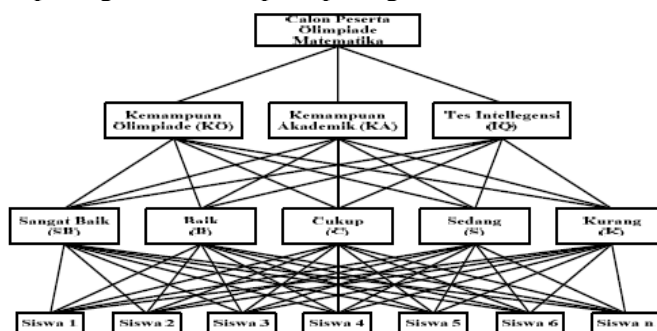 Calon Peserta
Olimpiade
Matematika
Kemampuan
Olimpiade (KO)
Kemampuan
Akademik (KA)
Tes Intellegensi
(IQ)
Sangat Baik
(SB)
Baik
(B)
Cukup
(C)
Sedang
(S)
Kurang
(K)
Siswa 1
Siswa 2
Siswa 3
Siswa 4
Siswa 5
Siswa 6
Siswa n